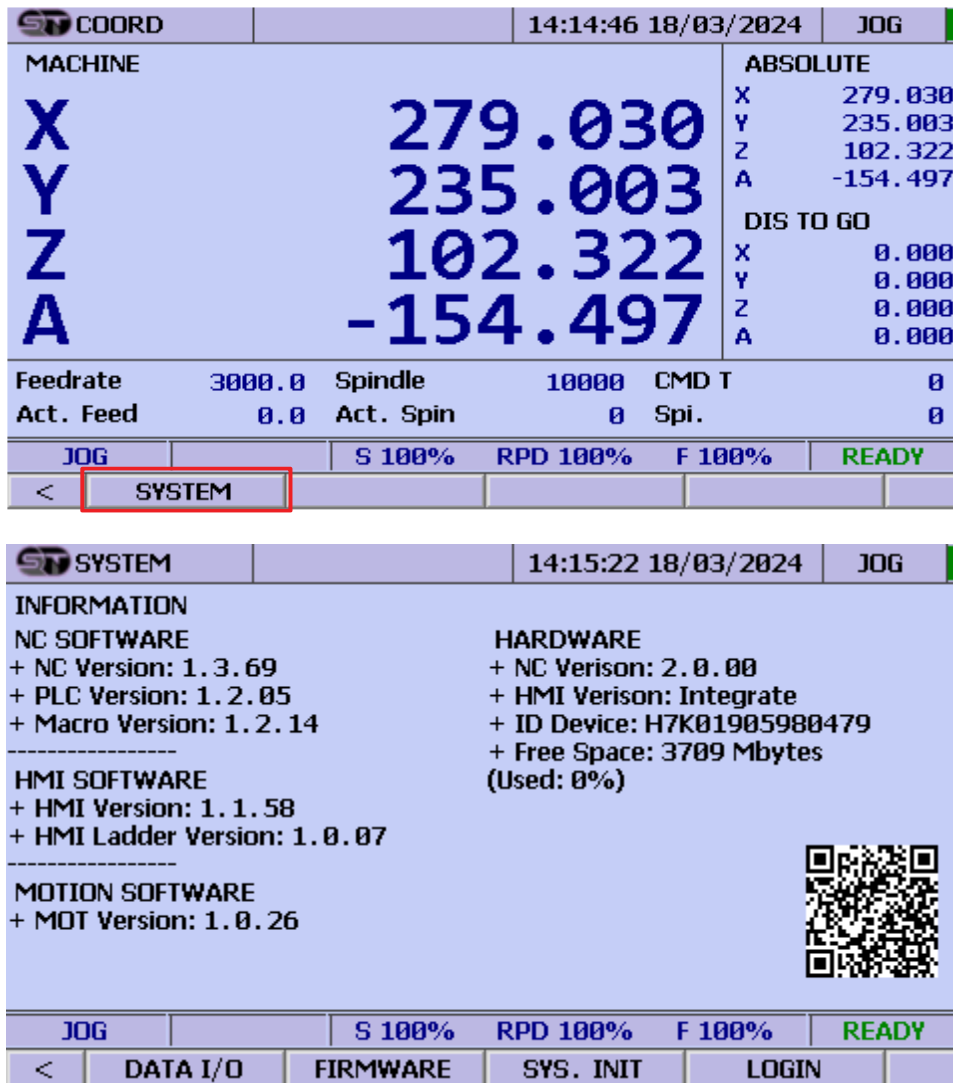 SN COORD 14:14:46 18/03/2024 JOG
MACHINE
X 279.030
Y 235.003
Z 102.322
A -154.497
ABSOLUTE
X 279.030
Y 235.003
Z 102.322
A -154.497
DIS TO GO
X 0.000
Y 0.000
Z 0.000
A 0.000
Feedrate 3000.0 Spindle 10000 CMD T 0
Act. Feed 0.0 Act. Spin 0 Spi. 0
JOG S 100% RPD 100% F 100% READY
< SYSTEM
SN SYSTEM 14:15:22 18/03/2024 JOG
INFORMATION
NC SOFTWARE
+ NC Version: 1.3.69
+ PLC Version: 1.2.05
+ Macro Version: 1.2.14
-----------------
HMI SOFTWARE
+ HMI Version: 1.1.58
+ HMI Ladder Version: 1.0.07
-----------------
MOTION SOFTWARE
+ MOT Version: 1.0.26
HARDWARE
+ NC Verison: 2.0.00
+ HMI Verison: Integrate
+ ID Device: H7K01905980479
+ Free Space: 3709 Mbytes
(Used: 0%)
JOG S 100% RPD 100% F 100% READY
< DATA I/O FIRMWARE SYS. INIT LOGIN